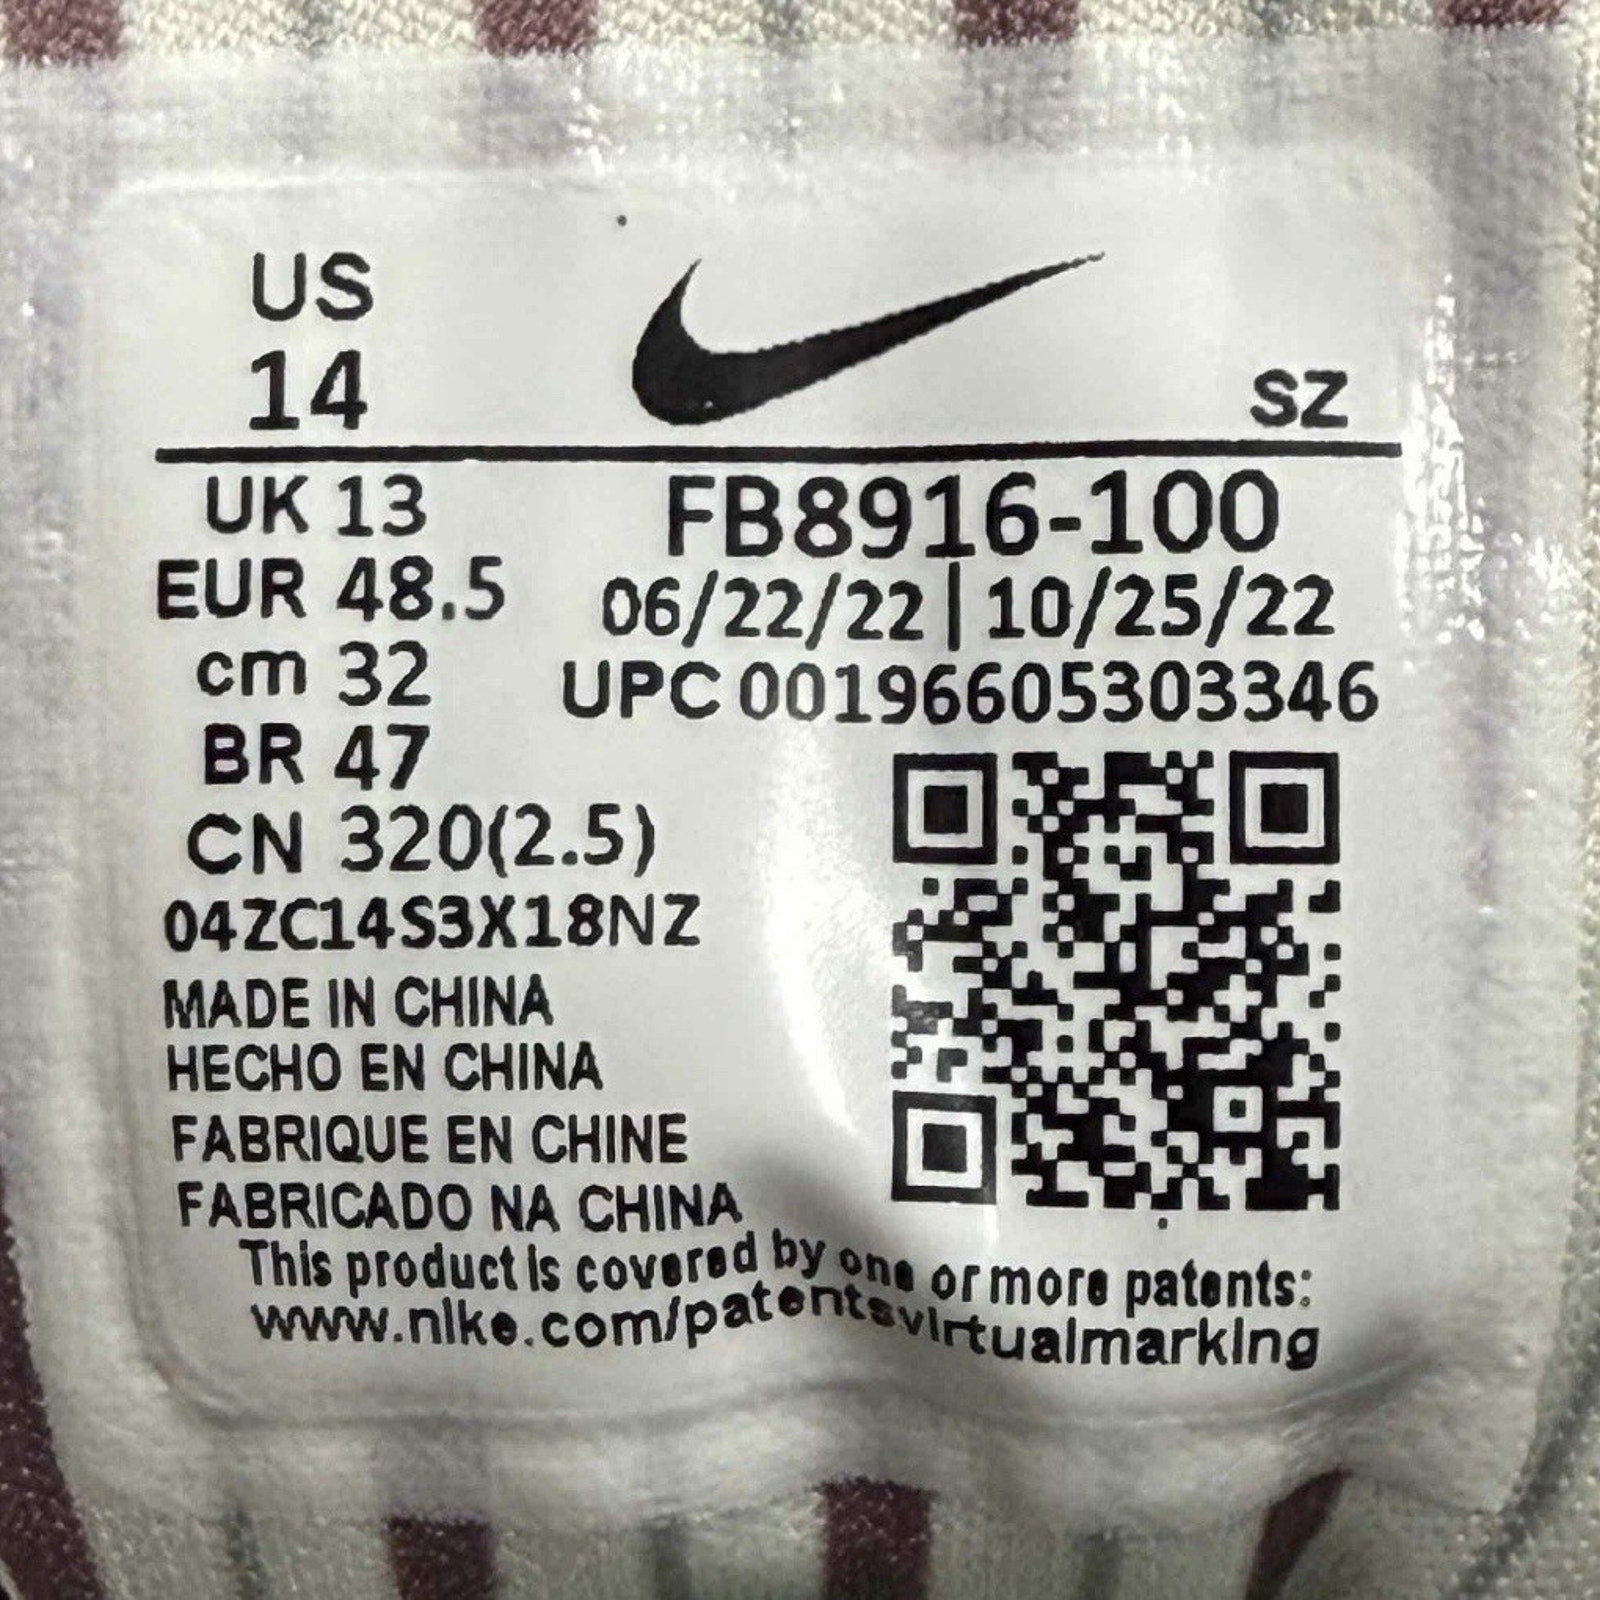 US
14
SZ
UK 13
EUR 48.5
cm 32
BR 47
CN 320(2.5)
04ZC14S3X18NZ
FB8916-100
06/22/22 | 10/25/22
UPC 00196605303346
MADE IN CHINA
HECHO EN CHINA
FABRIQUE EN CHINE
FABRICADO NA CHINA
This product is covered by one or more patents:
www.nike.com/patentsvirtualmarking